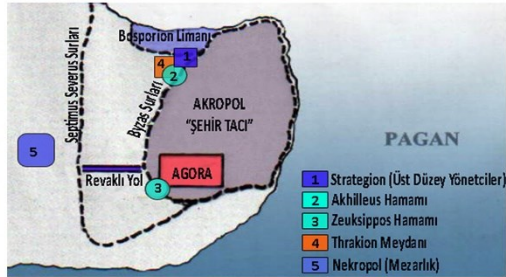 Bosporion Limanı
1
4
2
Septimus Severus Surları
Byzas Surları
AKROPOL
"ŞEHİR TACI"
PAGAN
5
AGORA
Revaklı Yol
3
1 Strategion (Üst Düzey Yönetciler)
2 Akhilleus Hamamı
3 Zeuksippos Hamamı
4 Thrakion Meydanı
5 Nekropol (Mezarlık)